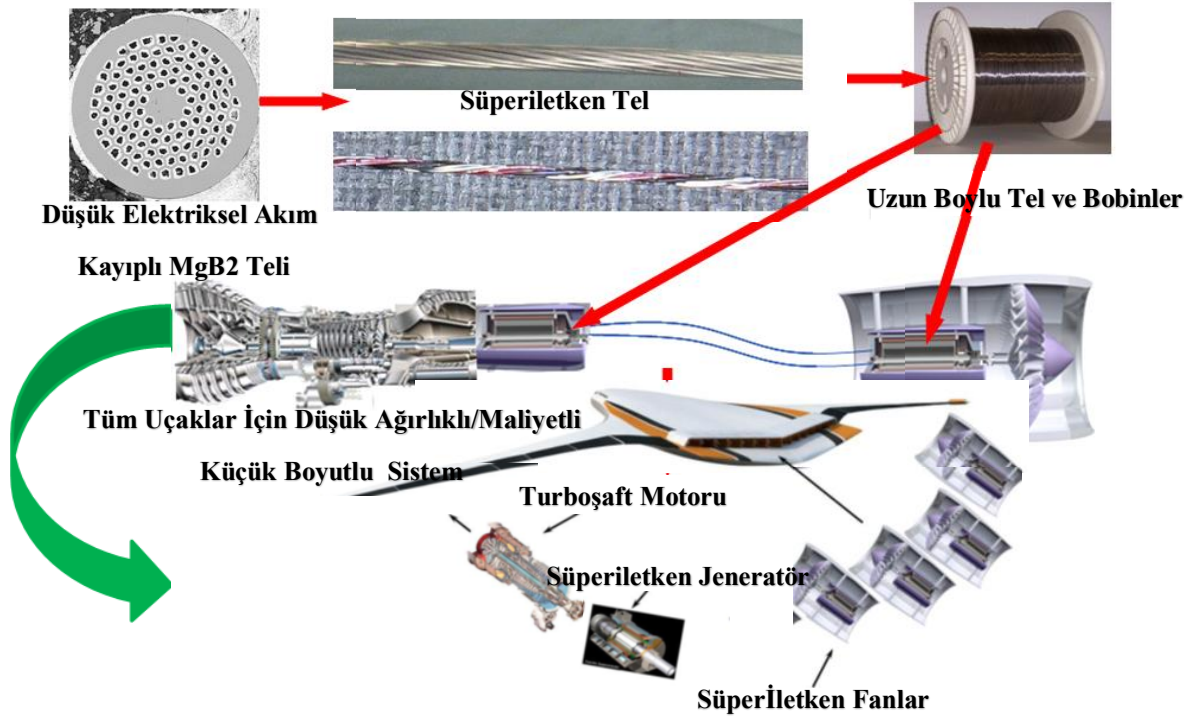 Süperiletken Tel
Uzun Boylu Tel ve Bobinler
Düşük Elektriksel Akım
Kayıplı MgB2 Teli
Tüm Uçaklar İçin Düşük Ağırlıklı/Maliyetli
Küçük Boyutlu Sistem
Turboşaft Motoru
Süperiletken Jeneratör
Süperİletken Fanlar